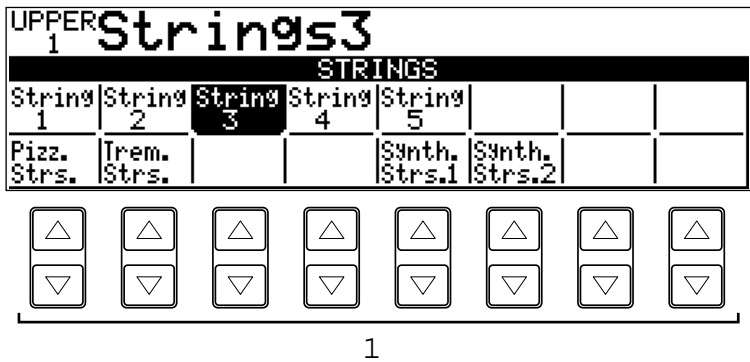 UPPER 1 Strings3
STRINGS
String 1 String 2 String 3 String 4 String 5
Pizz. Strs. Trem. Strs. Synth. Strs.1 Synth. Strs.2
1